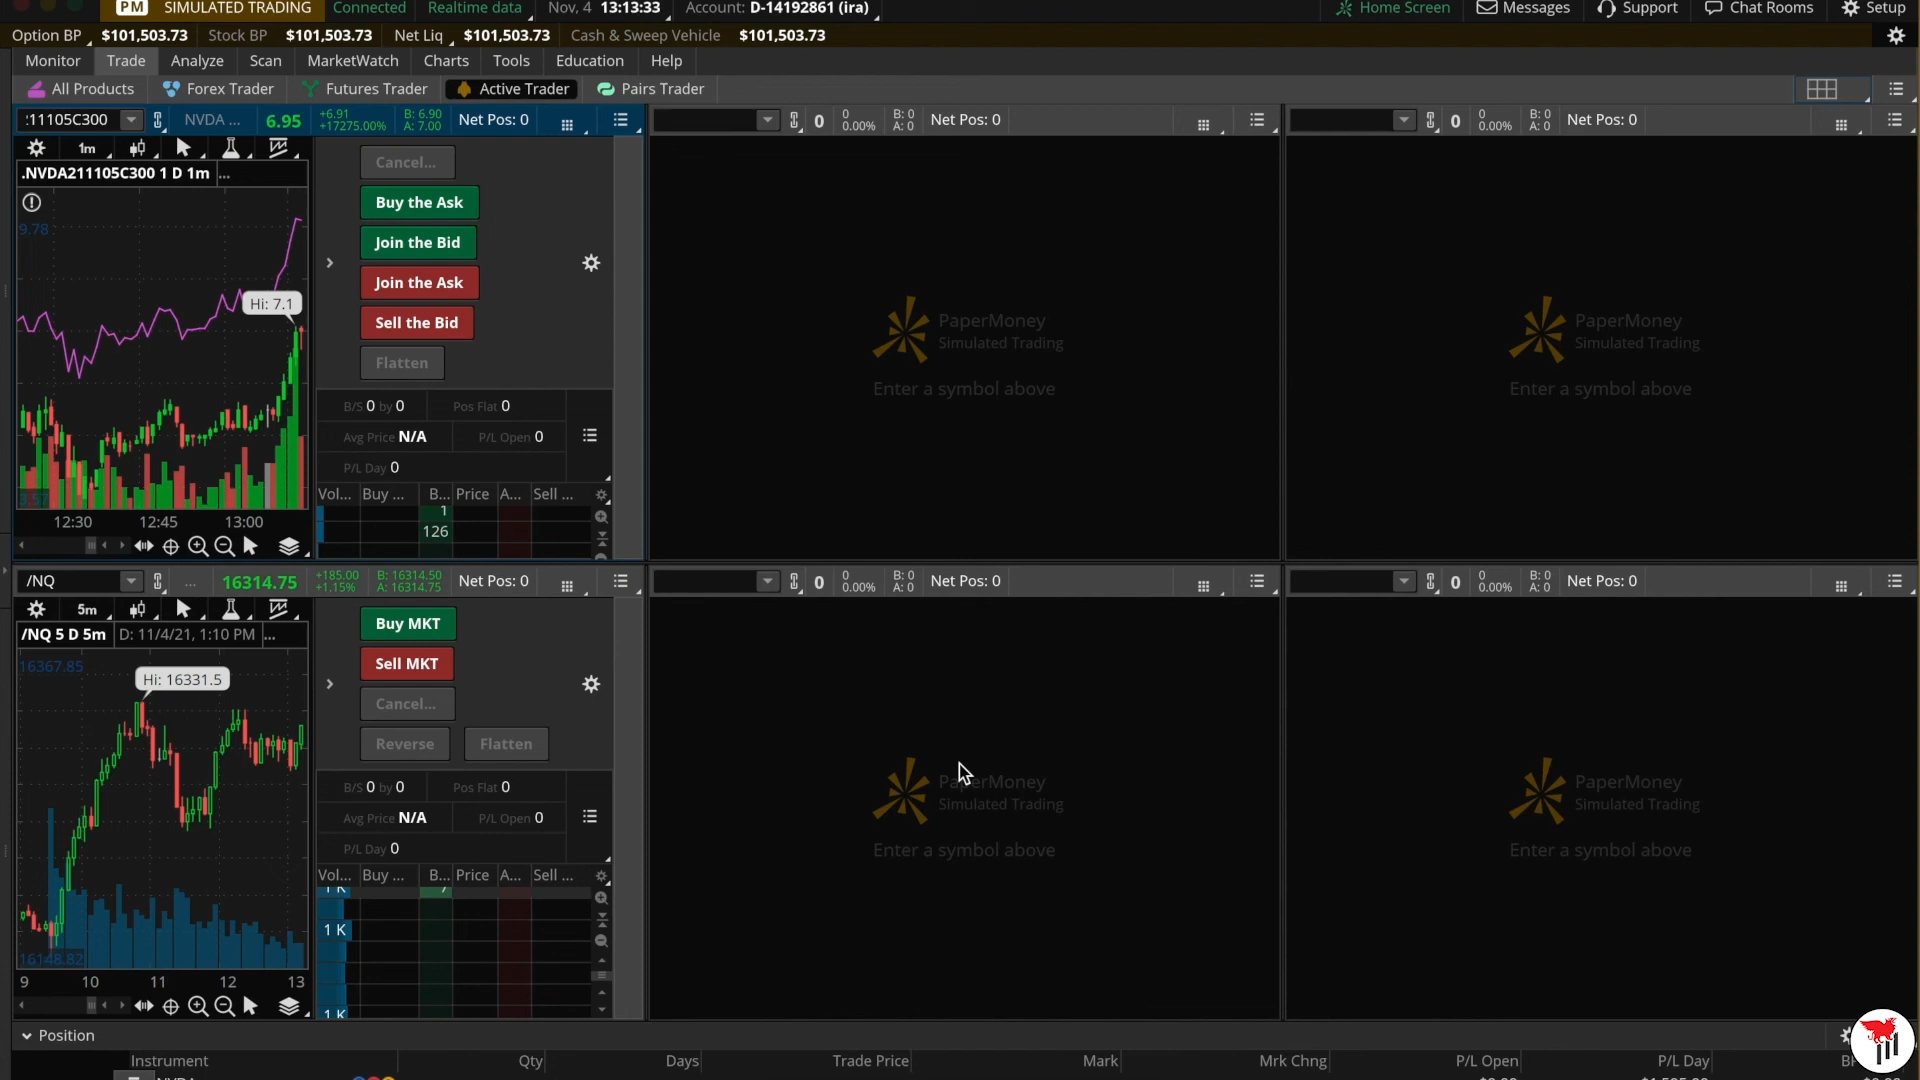 PM SIMULATED TRADING Connected Realtime data Nov, 4 13:13:33 Account: D-14192861 (ira) Home Screen Messages Support Chat Rooms Setup
Option BP $101,503.73 Stock BP $101,503.73 Net Liq $101,503.73 Cash & Sweep Vehicle $101,503.73
Monitor Trade Analyze Scan MarketWatch Charts Tools Education Help
All Products Forex Trader Futures Trader Active Trader Pairs Trader
:11105C300 NVDA ... 6.95 +6.91 +17275.00% B: 6.90 A: 7.00 Net Pos: 0
0 0 0.00% B: 0 A: 0 Net Pos: 0
0 0 0.00% B: 0 A: 0 Net Pos: 0
1m
.NVDA211105C300 1 D 1m ...
9.78
Hi: 7.1
12:30 12:45 13:00
Cancel...
Buy the Ask
Join the Bid
Join the Ask
Sell the Bid
Flatten
B/S 0 by 0 Pos Flat 0
Avg Price N/A P/L Open 0
P/L Day 0
Vol... Buy ... B... Price A... Sell ...
1
126
PaperMoney
Simulated Trading
Enter a symbol above
PaperMoney
Simulated Trading
Enter a symbol above
/NQ ... 16314.75 +185.00 +1.15% B: 16314.50 A: 16314.75 Net Pos: 0
0 0 0.00% B: 0 A: 0 Net Pos: 0
0 0 0.00% B: 0 A: 0 Net Pos: 0
5m
/NQ 5 D 5m D: 11/4/21, 1:10 PM ...
16367.85
Hi: 16331.5
16148.82
9 10 11 12 13
Buy MKT
Sell MKT
Cancel...
Reverse Flatten
B/S 0 by 0 Pos Flat 0
Avg Price N/A P/L Open 0
P/L Day 0
Vol... Buy ... B... Price A... Sell ...
1 K 7
1 K
1 K
PaperMoney
Simulated Trading
Enter a symbol above
PaperMoney
Simulated Trading
Enter a symbol above
Position
Instrument Qty Days Trade Price Mark Mrk Chng P/L Open P/L Day
NVDA